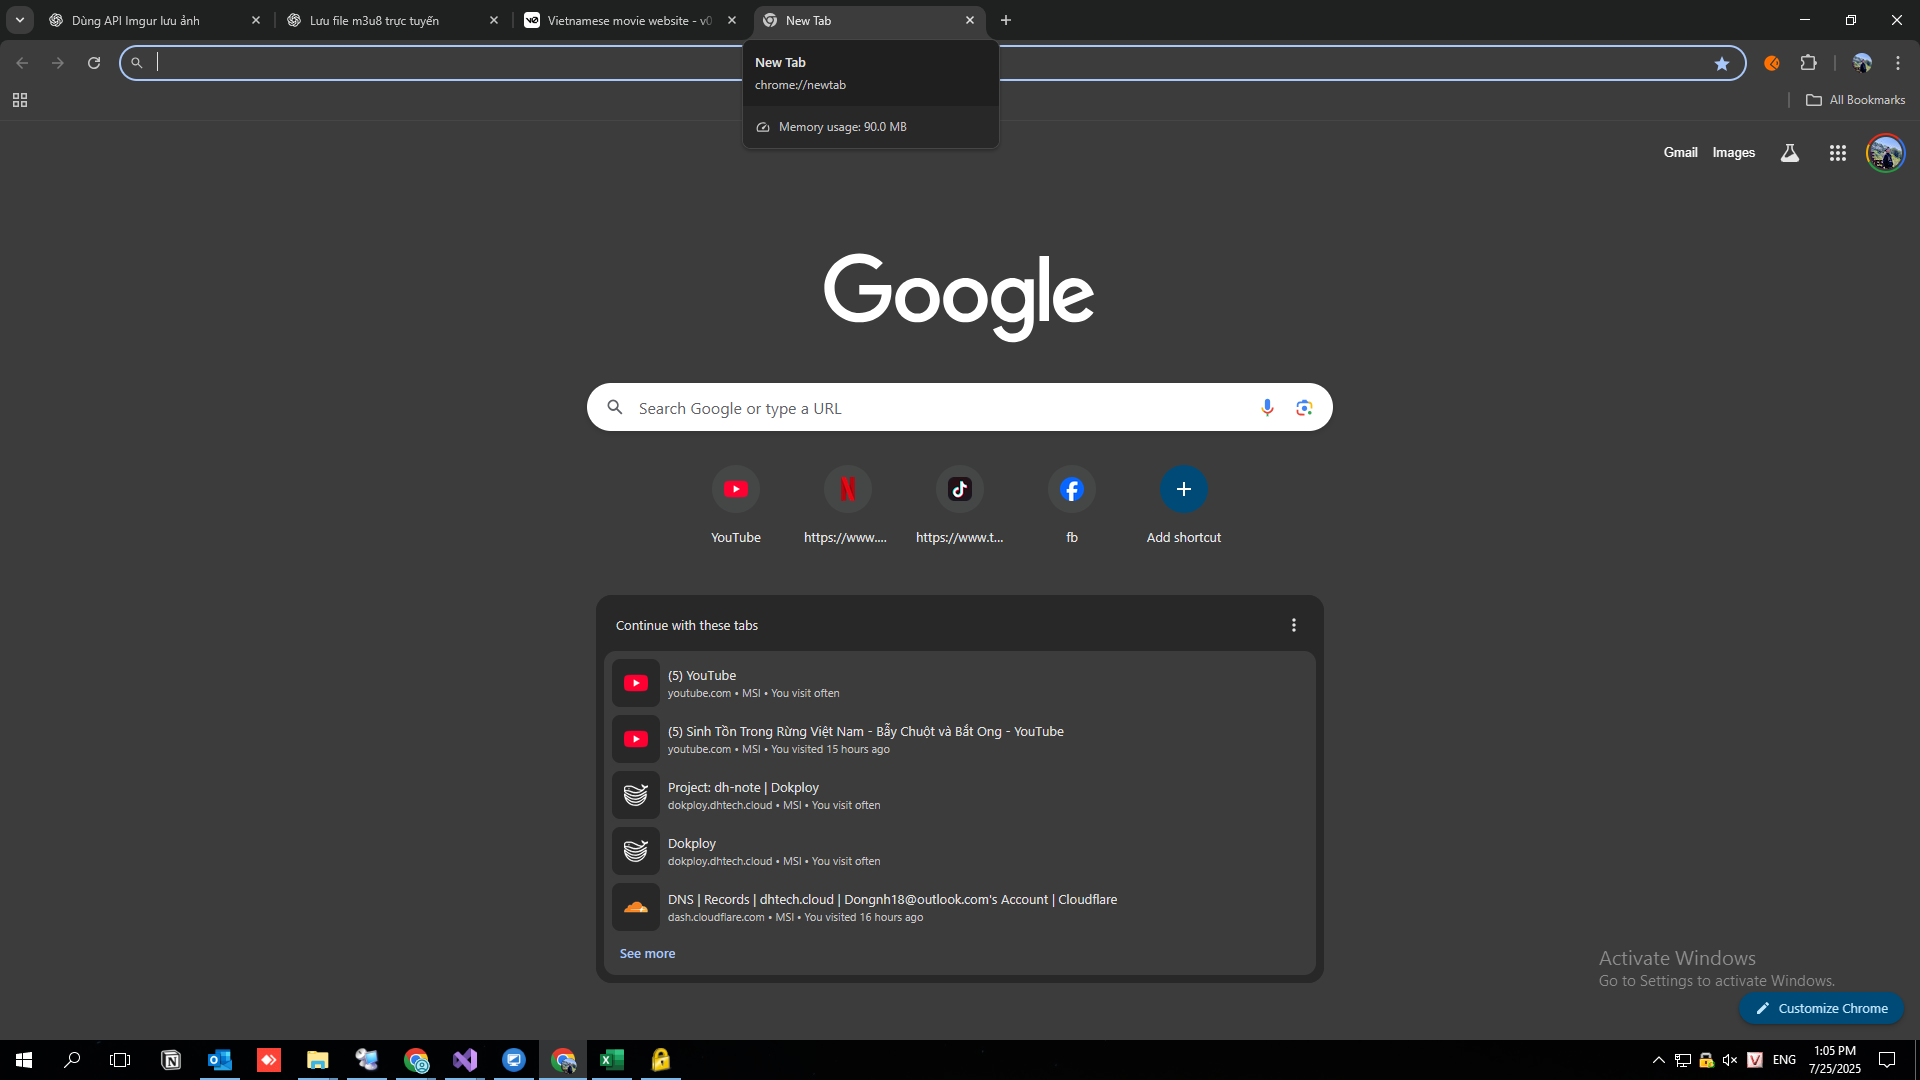 Dùng API Imgur lưu ảnh
Lưu file m3u8 trực tuyến
Vietnamese movie website - v0
New Tab
New Tab
chrome://newtab
Memory usage: 90.0 MB
All Bookmarks
Gmail
Images
Google
Search Google or type a URL
YouTube
https://www....
https://www.t...
fb
Add shortcut
Continue with these tabs
(5) YouTube
youtube.com • MSI • You visit often
(5) Sinh Tồn Trong Rừng Việt Nam - Bẫy Chuột và Bắt Ong - YouTube
youtube.com • MSI • You visited 15 hours ago
Project: dh-note | Dokploy
dokploy.dhtech.cloud • MSI • You visit often
Dokploy
dokploy.dhtech.cloud • MSI • You visit often
DNS | Records | dhtech.cloud | Dongnh18@outlook.com's Account | Cloudflare
dash.cloudflare.com • MSI • You visited 16 hours ago
See more
Activate Windows
Go to Settings to activate Windows.
Customize Chrome
ENG
1:05 PM
7/25/2025